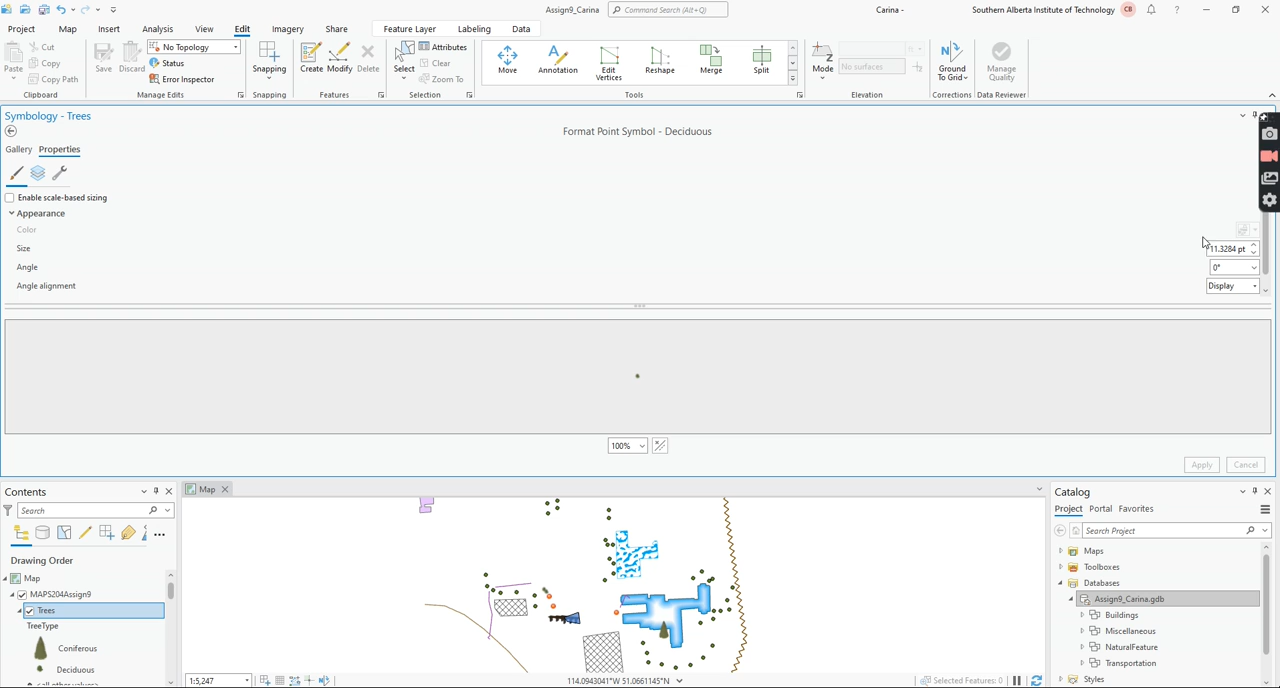 Assign9_Carina
Command Search (Alt+Q)
Carina -
Southern Alberta Institute of Technology
CB
?
Project
Map
Insert
Analysis
View
Edit
Imagery
Share
Feature Layer
Labeling
Data
Paste
Cut
Copy
Copy Path
Clipboard
Save
Discard
No Topology
Status
Error Inspector
Manage Edits
Snapping
Snapping
Create
Modify
Delete
Features
Select
Attributes
Clear
Zoom To
Selection
Move
Annotation
Edit
Vertices
Reshape
Merge
Split
Tools
Mode
No surfaces
Elevation
Ground
To Grid
Corrections
Manage
Quality
Data Reviewer
Symbology - Trees
Format Point Symbol - Deciduous
Gallery
Properties
Enable scale-based sizing
Appearance
Color
Size
11.3284 pt
Angle
0°
Angle alignment
Display
100%
Apply
Cancel
Contents
Search
Drawing Order
Map
MAPS204Assign9
Trees
TreeType
Coniferous
Deciduous
<all other values>
Map
1:5,247
114.0943041°W 51.0661145°N
Selected Features: 0
Catalog
Project
Portal
Favorites
Search Project
Maps
Toolboxes
Databases
Assign9_Carina.gdb
Buildings
Miscellaneous
NaturalFeature
Transportation
Styles